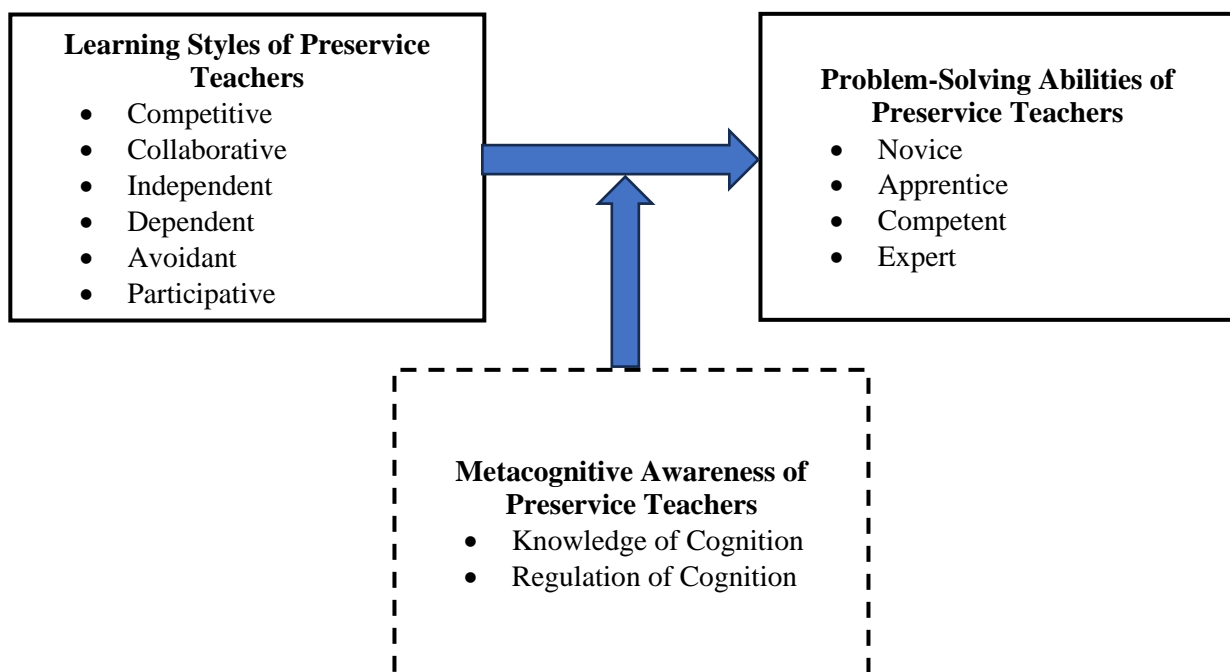 Learning Styles of Preservice
Teachers
• Competitive
• Collaborative
• Independent
• Dependent
• Avoidant
• Participative
Problem-Solving Abilities of
Preservice Teachers
• Novice
• Apprentice
• Competent
• Expert
Metacognitive Awareness of
Preservice Teachers
• Knowledge of Cognition
• Regulation of Cognition